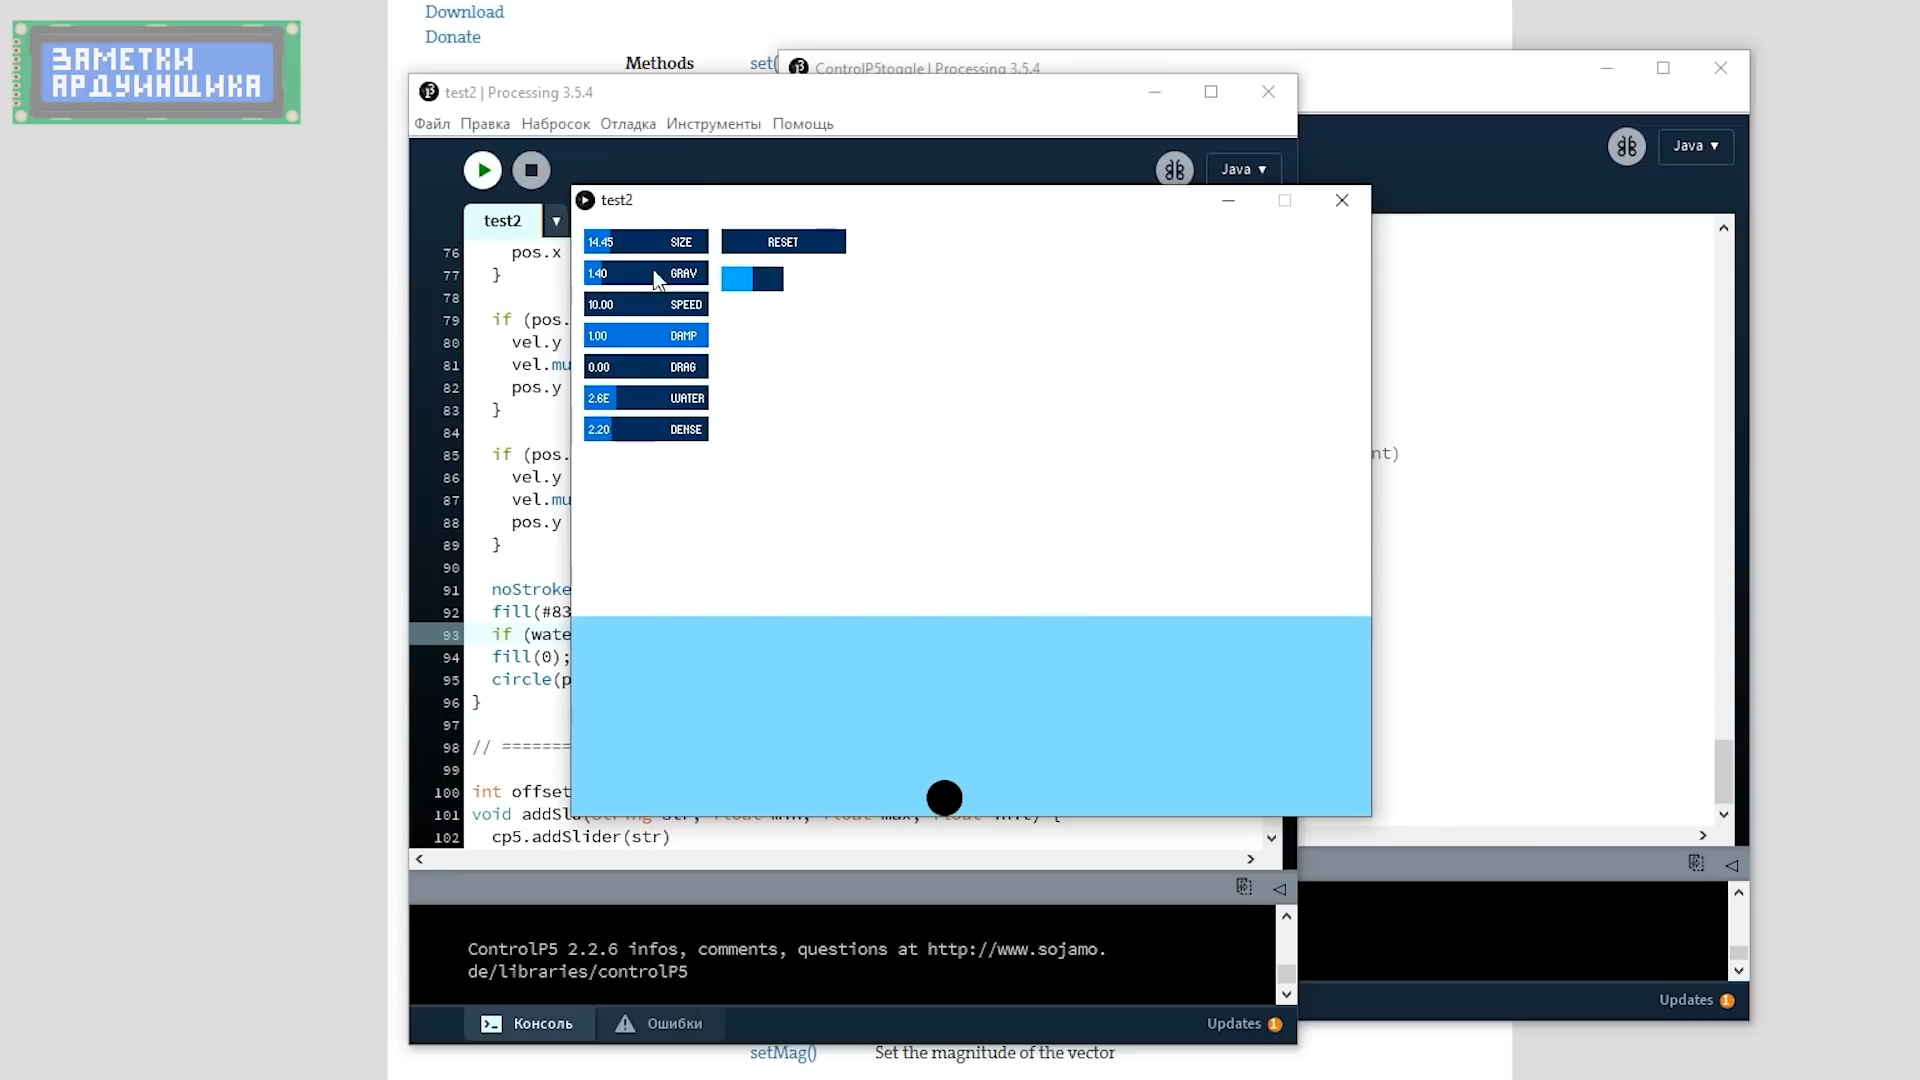 Download
Donate
Methods set(
ЗАМЕТКИ
АРДУИНЩИКА
ControlP5toggle | Processing 3.5.4
test2 | Processing 3.5.4
Файл Правка Набросок Отладка Инструменты Помощь
Java ▾
Java ▾
test2
test2
14.45 SIZE
RESET
1.40 GRAV
10.00 SPEED
1.00 DAMP
0.00 DRAG
2.6E WATER
2.20 DENSE
76 pos.x
77 }
78
79 if (pos.
80 vel.y
81 vel.mu
82 pos.y
83 }
84
85 if (pos.
nt)
86 vel.y
87 vel.mu
88 pos.y
89 }
90
91 noStroke
92 fill(#83
93 if (wate
94 fill(0);
95 circle(p
96 }
97
98 // =======
99
100 int offset
101 void addSl
102 cp5.addSlider(str)
ControlP5 2.2.6 infos, comments, questions at http://www.sojamo.
de/libraries/controlP5
Консоль Ошибки
Updates 1
Updates 1
setMag() Set the magnitude of the vector